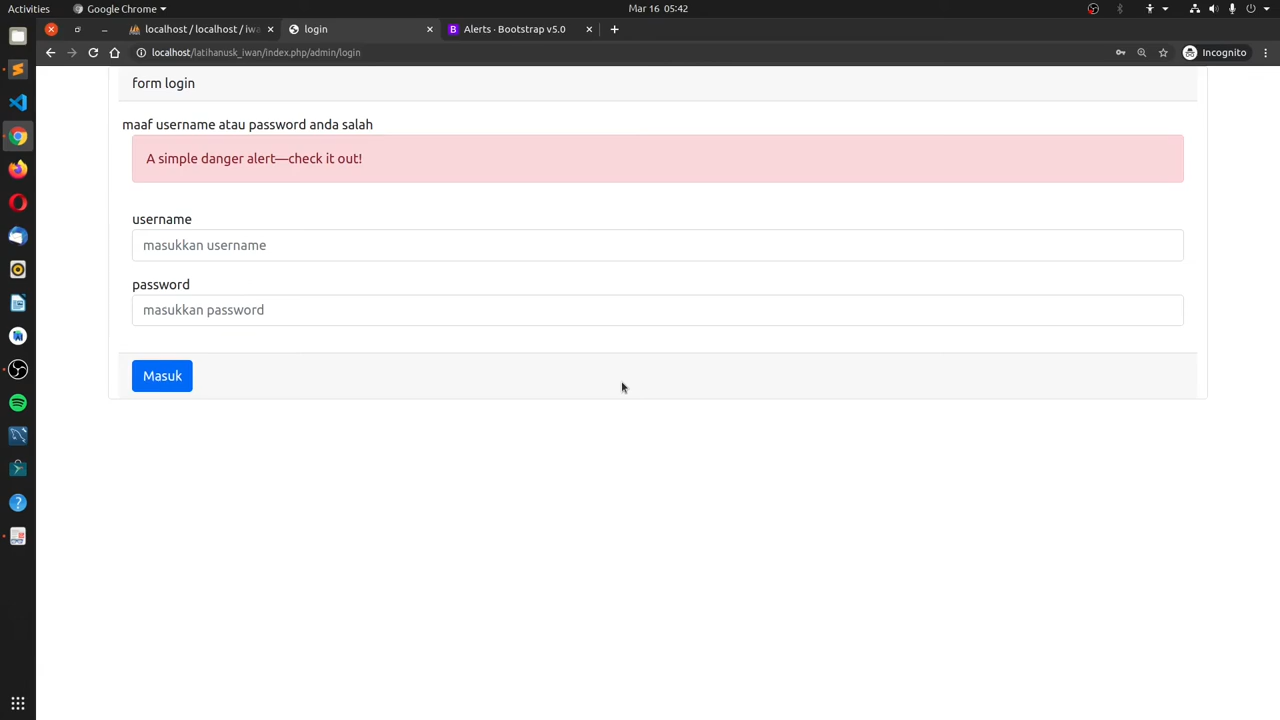 Activities
Google Chrome
Mar 16 05:42
localhost / localhost / iwa
login
B
Alerts · Bootstrap v5.0
localhost/latihanusk_iwan/index.php/admin/login
Incognito
form login
maaf username atau password anda salah
A simple danger alert—check it out!
username
masukkan username
password
masukkan password
Masuk